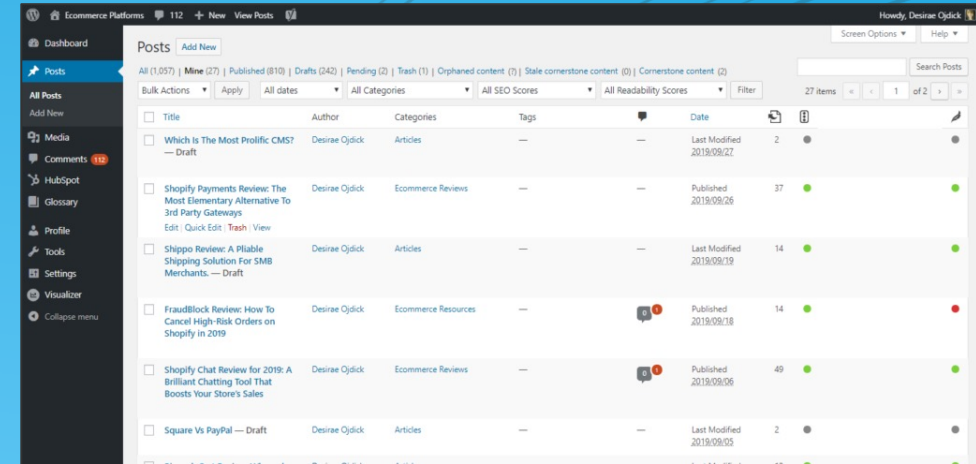 Ecommerce Platforms 112 + New View Posts Howdy, Desirae Ojdick
Screen Options ▼ Help ▼
Dashboard
Posts
All Posts
Add New
Media
Comments 112
HubSpot
Glossary
Profile
Tools
Settings
Visualizer
Collapse menu
Posts Add New
All (1,057) | Mine (27) | Published (810) | Drafts (242) | Pending (2) | Trash (1) | Orphaned content (?) | Stale cornerstone content (0) | Cornerstone content (2)
Search Posts
Bulk Actions ▼ Apply All dates ▼ All Categories ▼ All SEO Scores ▼ All Readability Scores ▼ Filter 27 items « ‹ 1 of 2 › »
Title Author Categories Tags Date
Which Is The Most Prolific CMS? Desirae Ojdick Articles — — Last Modified 2
— Draft 2019/09/27
Shopify Payments Review: The Desirae Ojdick Ecommerce Reviews — — Published 37
Most Elementary Alternative To 2019/09/26
3rd Party Gateways
Edit | Quick Edit | Trash | View
Shippo Review: A Pliable Desirae Ojdick Articles — — Last Modified 14
Shipping Solution For SMB 2019/09/19
Merchants. — Draft
FraudBlock Review: How To Desirae Ojdick Ecommerce Resources — 0 1 Published 14
Cancel High-Risk Orders on 2019/09/18
Shopify in 2019
Shopify Chat Review for 2019: A Desirae Ojdick Ecommerce Reviews — 0 1 Published 49
Brilliant Chatting Tool That 2019/09/06
Boosts Your Store's Sales
Square Vs PayPal — Draft Desirae Ojdick Articles — — Last Modified 2
2019/09/05